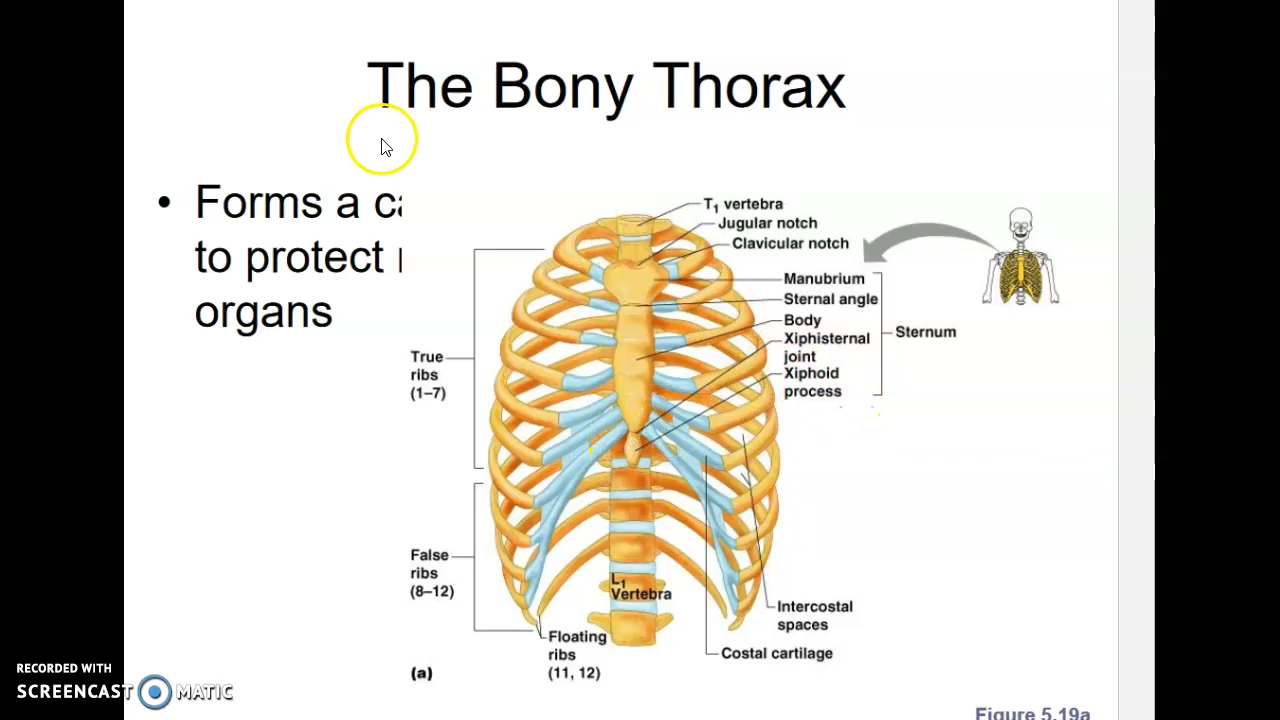 The Bony Thorax
• Forms a
to protect
organs
T1 vertebra
Jugular notch
Clavicular notch
Manubrium
Sternal angle
Body
Xiphisternal
joint
Xiphoid
process
Sternum
True
ribs
(1–7)
False
ribs
(8–12)
L1
Vertebra
Floating
ribs
(11, 12)
Intercostal
spaces
Costal cartilage
(a)
Figure 5.19a
RECORDED WITH
SCREENCAST MATIC